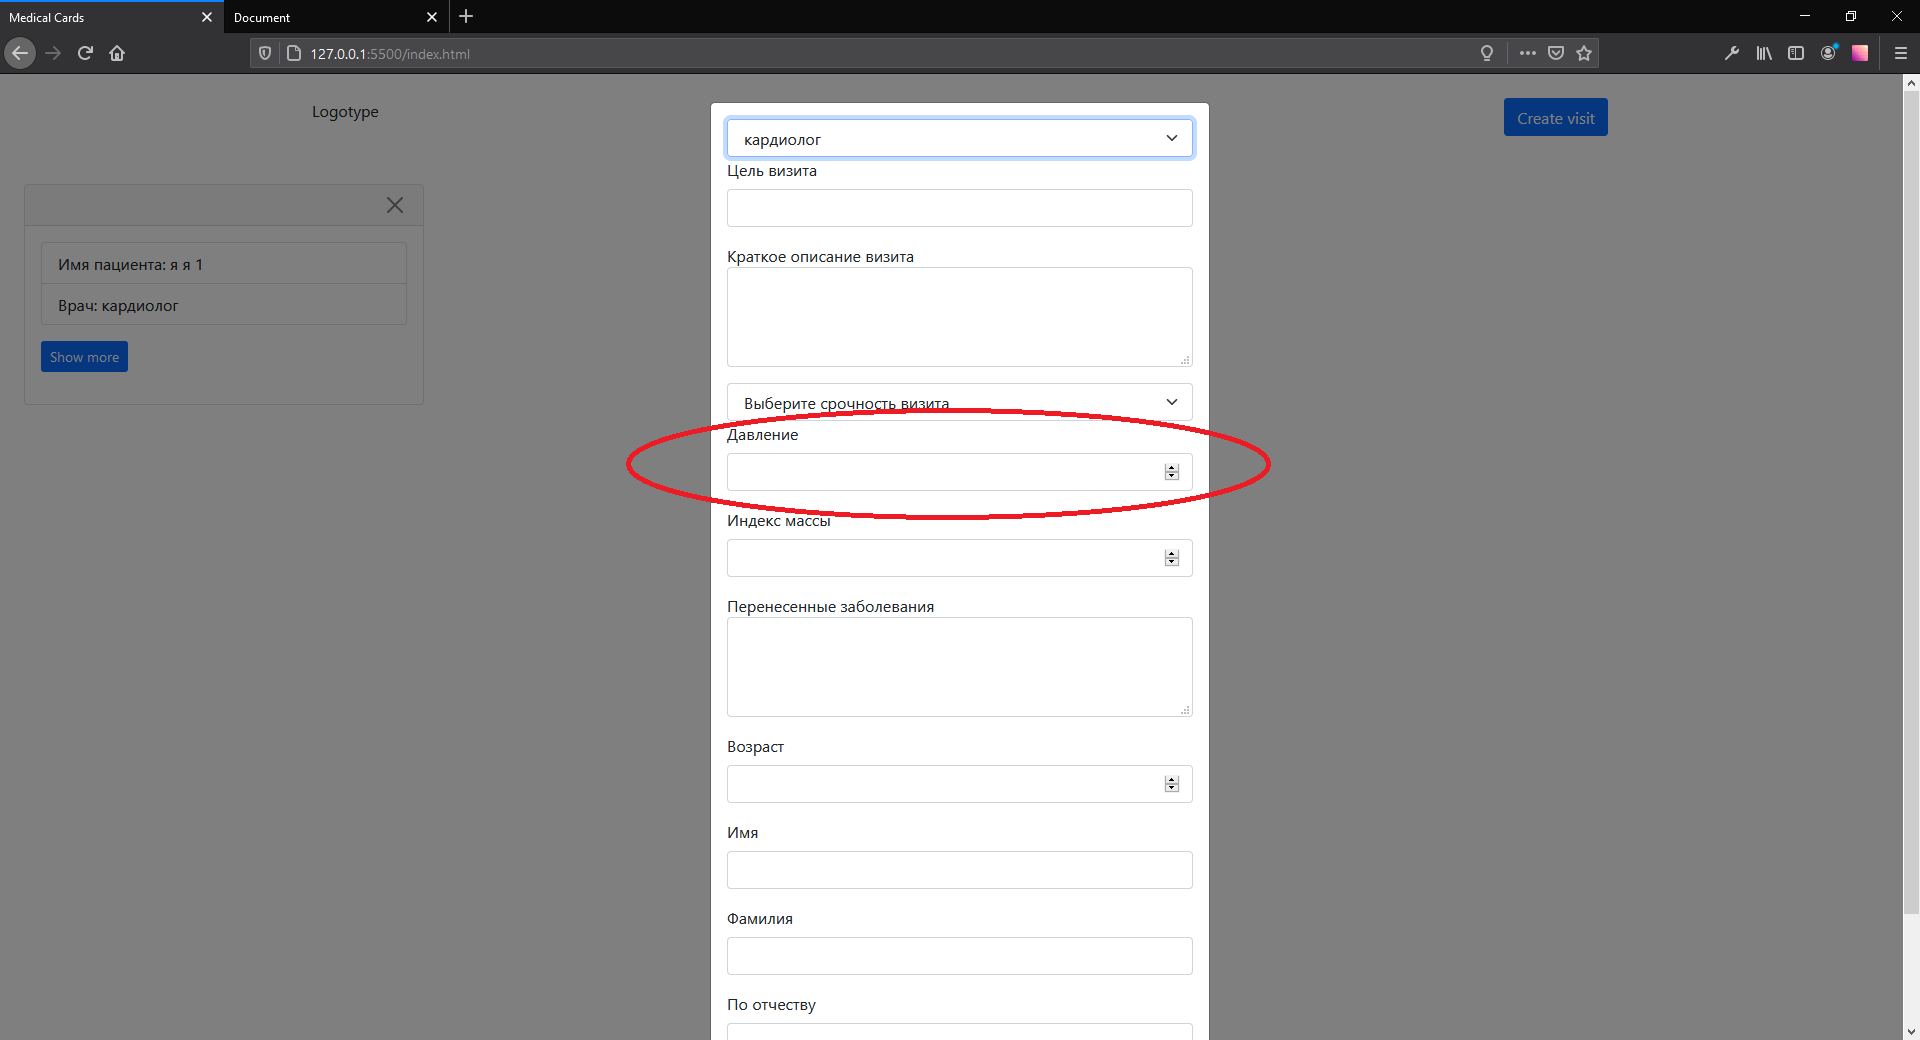 Medical Cards
Document
127.0.0.1:5500/index.html
Logotype
Create visit
Имя пациента: я я 1
Врач: кардиолог
Show more
кардиолог
Цель визита
Краткое описание визита
Выберите срочность визита
Давление
Индекс массы
Перенесенные заболевания
Возраст
Имя
Фамилия
По отчеству